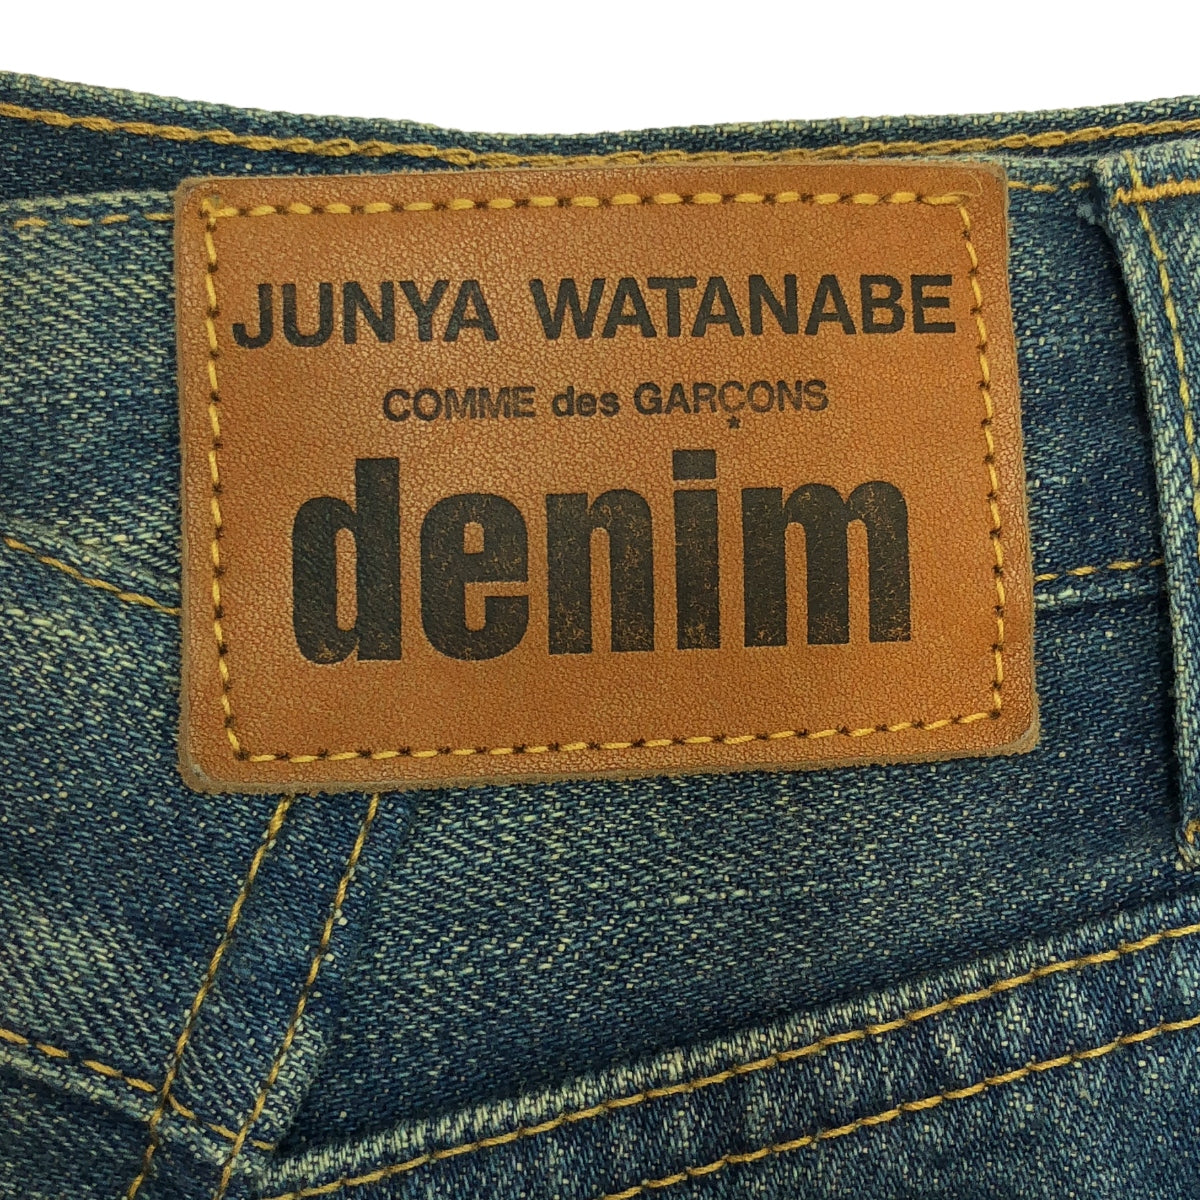 JUNYA WATANABE
COMME des GARÇONS
*
denim